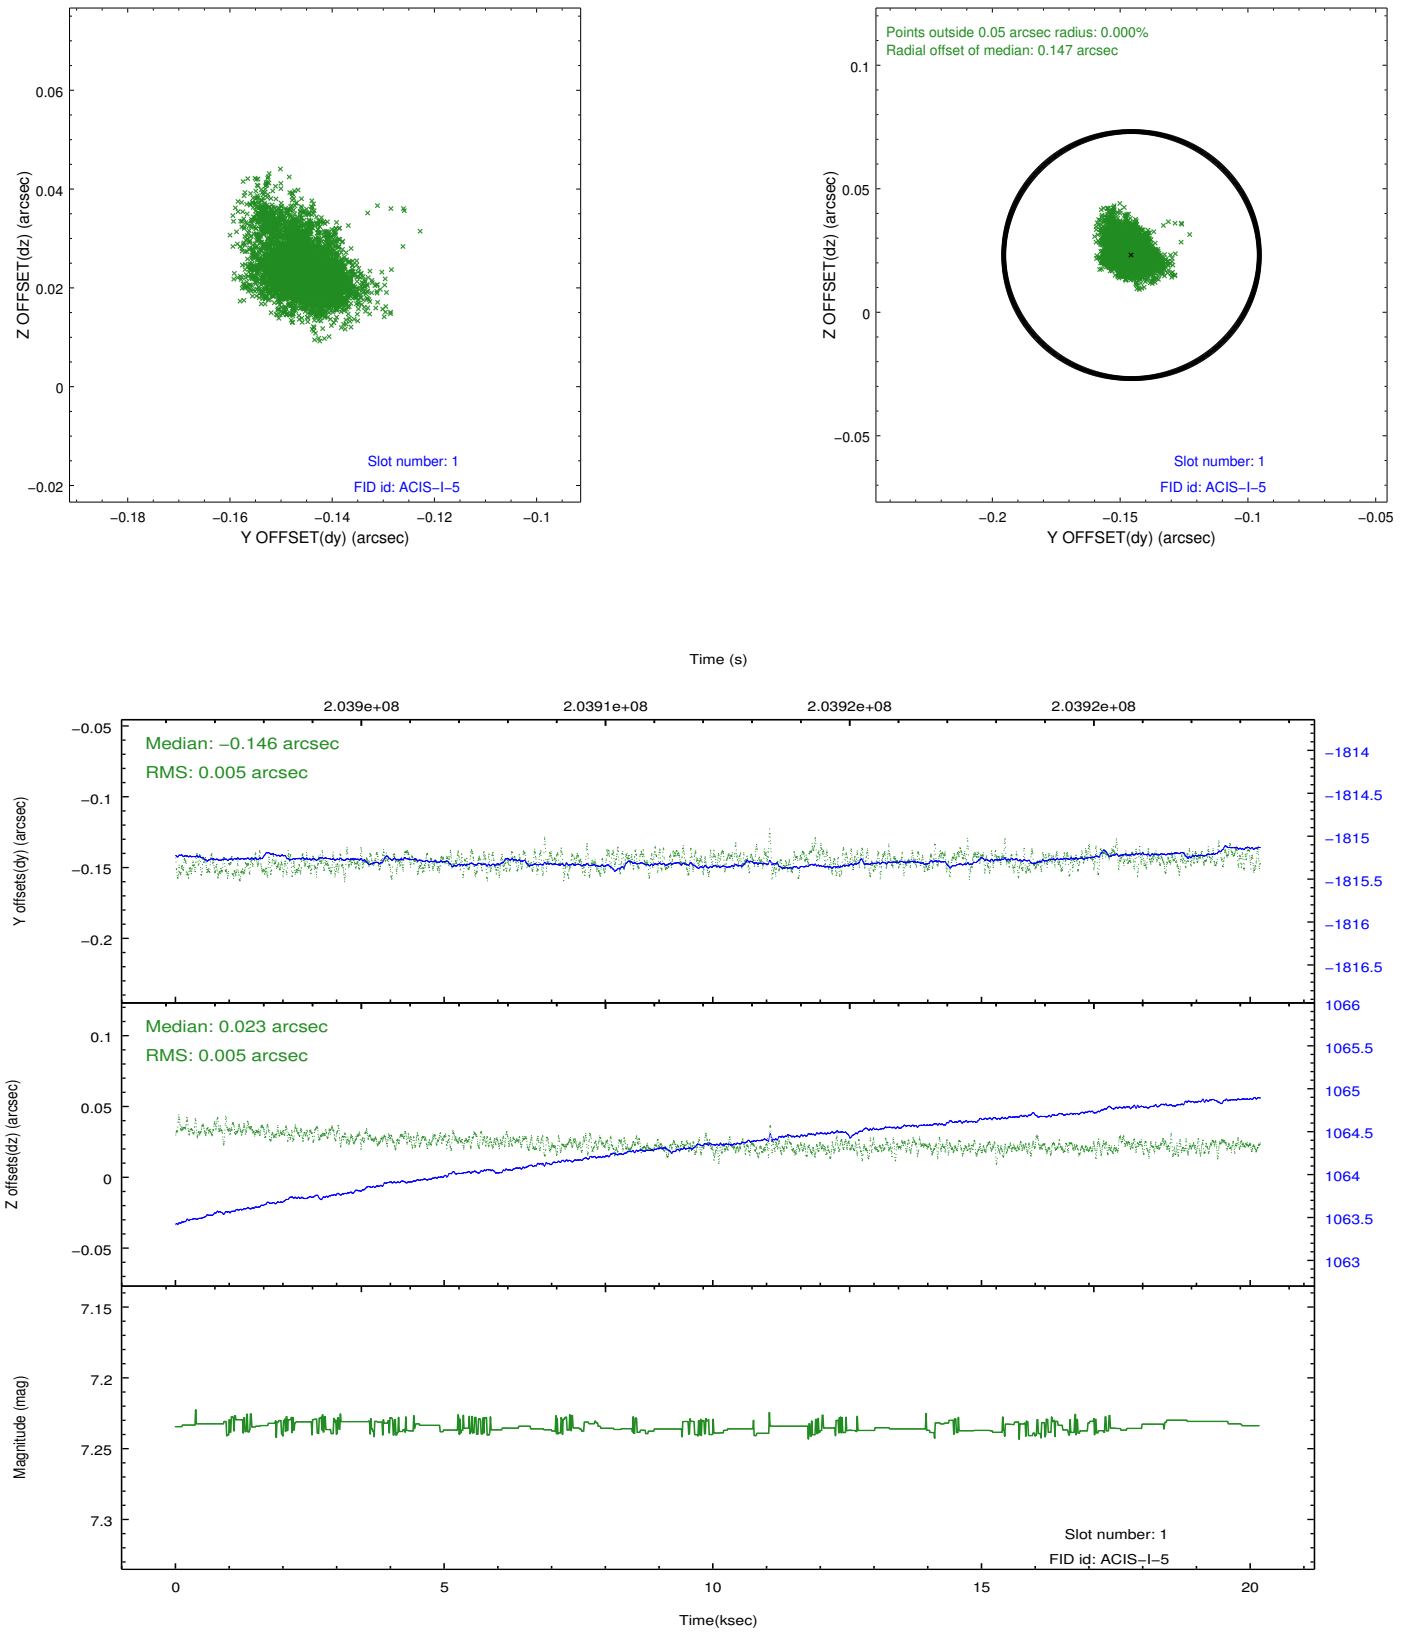 0.06
0.04
0.02
0
−0.02
Z OFFSET(dz) (arcsec)
Slot number: 1
FID id: ACIS−I−5
−0.18 −0.16 −0.14 −0.12 −0.1
Y OFFSET(dy) (arcsec)
Points outside 0.05 arcsec radius: 0.000%
Radial offset of median: 0.147 arcsec
0.1
0.05
0
−0.05
Z OFFSET(dz) (arcsec)
Slot number: 1
FID id: ACIS−I−5
−0.2 −0.15 −0.1 −0.05
Y OFFSET(dy) (arcsec)
Time (s)
2.039e+08 2.0391e+08 2.0392e+08 2.0392e+08
Median: −0.146 arcsec
RMS: 0.005 arcsec
−0.05
−0.1
−0.15
−0.2
Y offsets(dy) (arcsec)
−1814
−1814.5
−1815
−1815.5
−1816
−1816.5
Median: 0.023 arcsec
RMS: 0.005 arcsec
0.1
0.05
0
−0.05
Z offsets(dz) (arcsec)
1066
1065.5
1065
1064.5
1064
1063.5
1063
7.15
7.2
7.25
7.3
Magnitude (mag)
Slot number: 1
FID id: ACIS−I−5
0 5 10 15 20
Time(ksec)